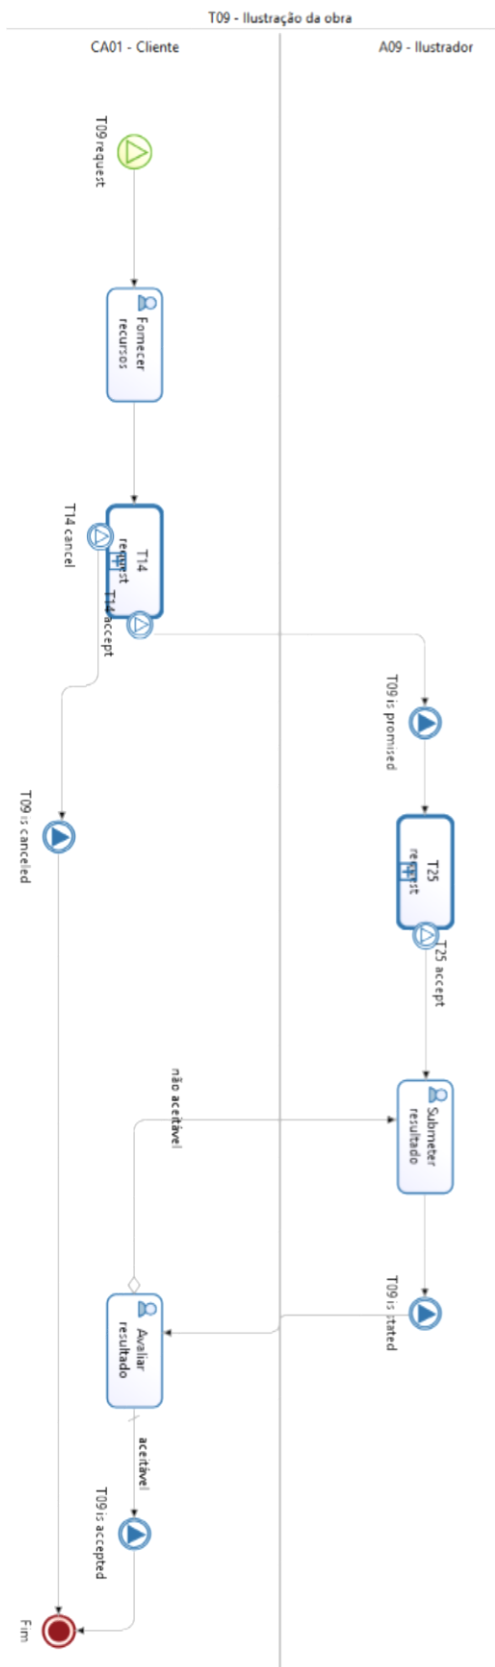 T09 - Ilustração da obra
CA01 - Cliente
A09 - Ilustrador
T09 request
Fornecer
recursos
T14
request
T14 cancel
T14 accept
T09 is promised
T09 is canceled
T25
request
T25 accept
Submeter
resultado
não aceitável
T09 is stated
Avaliar
resultado
aceitável
T09 is accepted
Fim